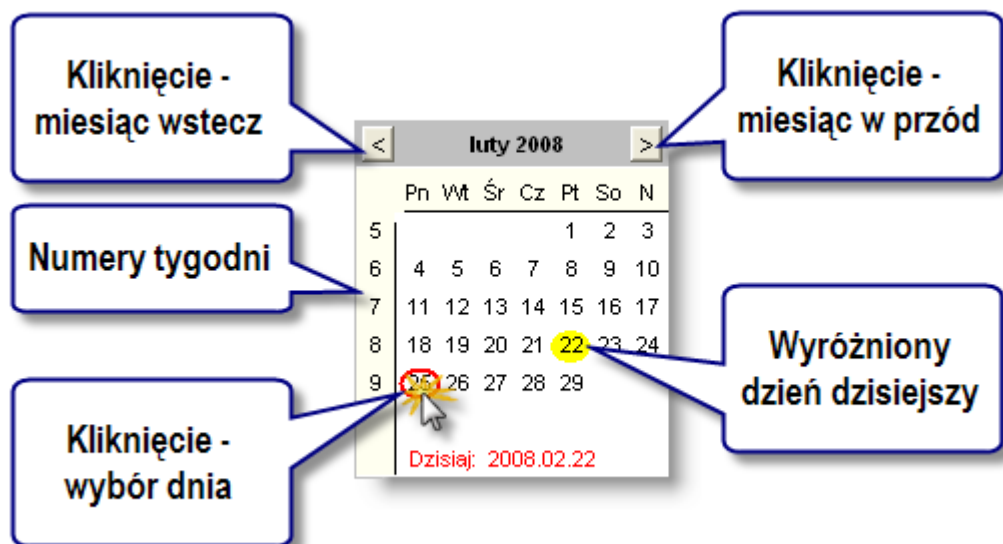 Kliknięcie -
miesiąc wstecz
Kliknięcie -
miesiąc w przód
< luty 2008 >
Pn Wt Śr Cz Pt So N
5 1 2 3
6 4 5 6 7 8 9 10
7 11 12 13 14 15 16 17
8 18 19 20 21 22 23 24
9 25 26 27 28 29
Dzisiaj: 2008.02.22
Numery tygodni
Wyróżniony
dzień dzisiejszy
Kliknięcie -
wybór dnia